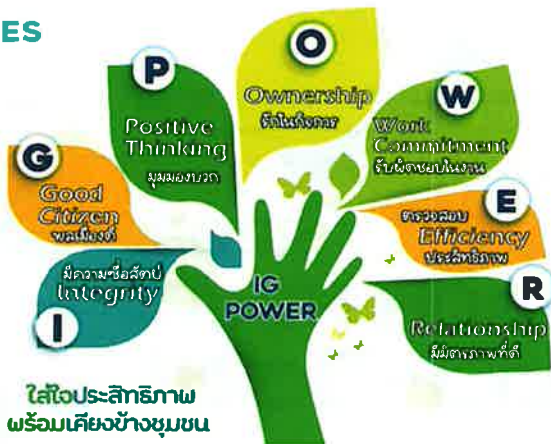 ES
P
Positive
Thinking
มุมมองบวก
O
Ownership
รักในกิจการ
W
Work
Commitment
รับผิดชอบในงาน
G
Good
Citizen
พลเมืองดี
E
ตรวจสอบ
Efficiency
ประสิทธิภาพ
มีความซื่อสัตย์
Integrity
I
IG
POWER
R
Relationship
มีมิตรภาพที่ดี
ใส่ใจประสิทธิภาพ
พร้อมเคียงข้างชุมชน